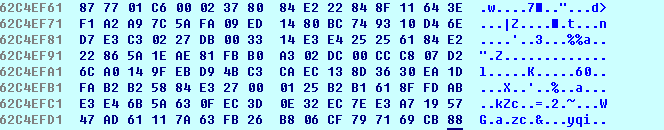 62C4EF61 87 77 01 C6 00 02 37 80 84 E2 22 84 8F 11 64 3E .w....7■.."...d>
62C4EF71 F1 A2 A9 7C 5A FA 09 ED 14 80 BC 74 93 10 D4 6E ...|Z....■.t...n
62C4EF81 D7 E3 C3 02 27 DB 00 33 14 E3 E4 25 25 61 84 E2 ....'..3...%%a..
62C4EF91 22 86 5A 1E AE 81 FB B0 A3 02 DC 00 CC C8 07 D2 ".Z.............
62C4EFA1 6C A0 14 9F EB D9 4B C3 CA EC 13 8D 36 30 EA 1D l.....K.....60..
62C4EFB1 FA B2 B2 58 84 E3 27 00 01 25 B2 B1 61 8F FD AB ...X..'..%..a...
62C4EFC1 E3 E4 6B 5A 63 0F EC 3D 0E 32 EC 7E E3 A7 19 57 ..kZc..=.2.~...W
62C4EFD1 47 AD 61 11 7A 63 FB 26 B8 06 CF 79 71 69 CB 88 G.a.zc.&...yqi..